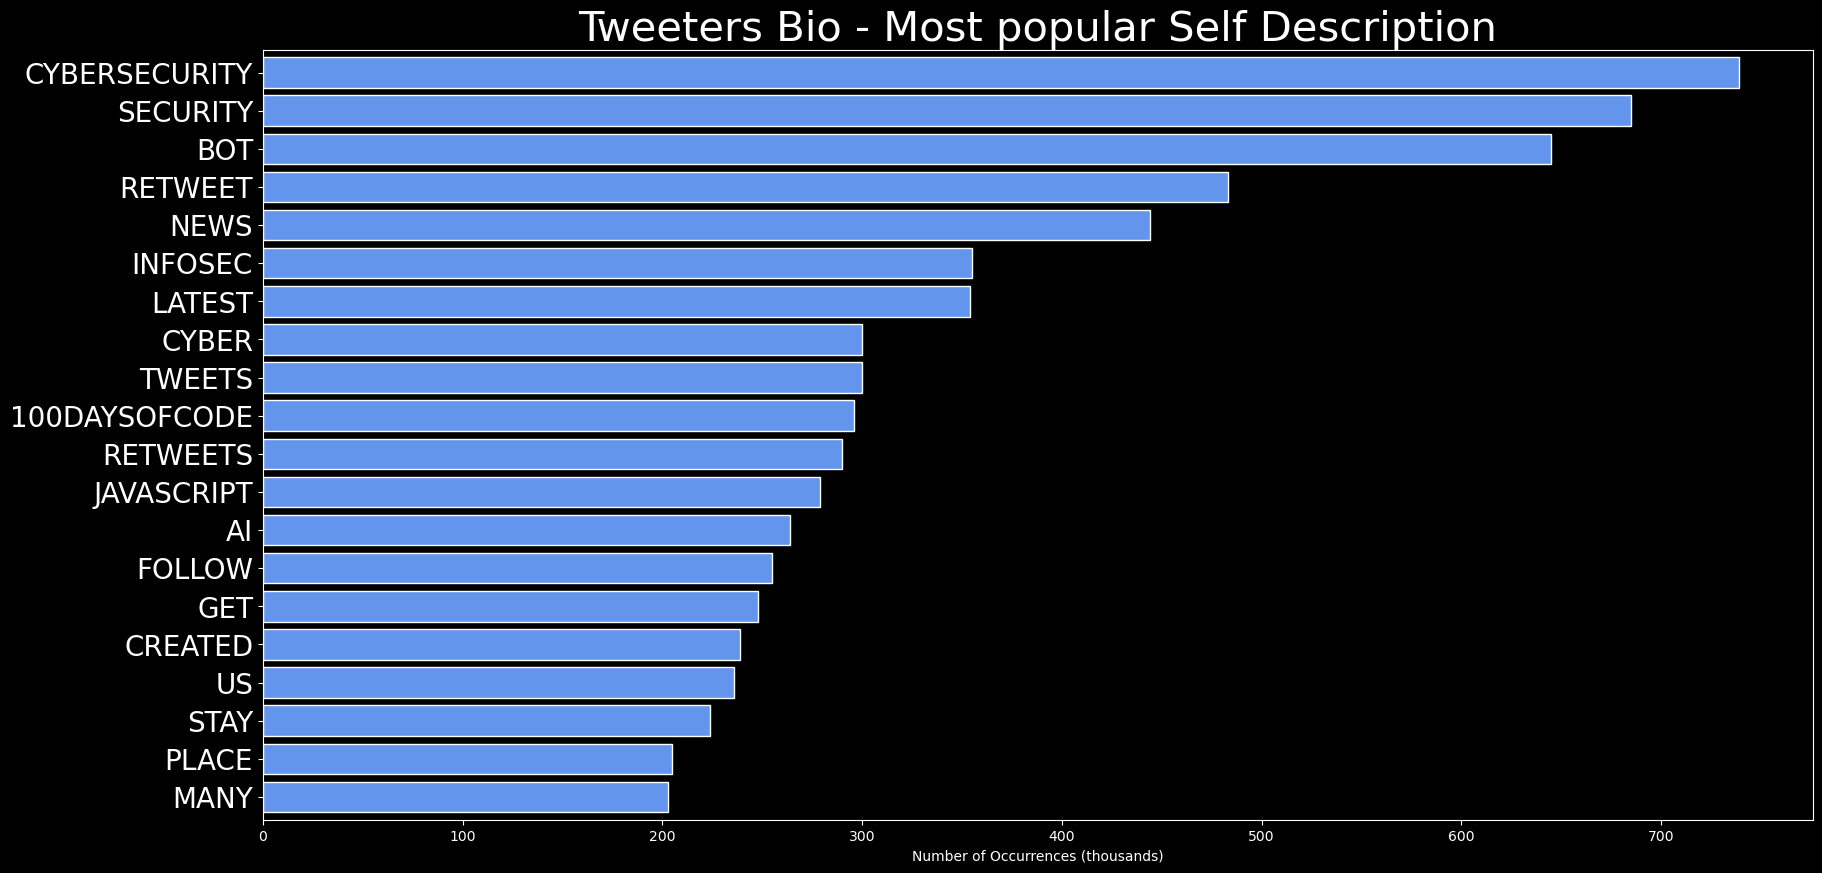 Tweeters Bio - Most popular Self Description
CYBERSECURITY
SECURITY
BOT
RETWEET
NEWS
INFOSEC
LATEST
CYBER
TWEETS
100DAYSOFCODE
RETWEETS
JAVASCRIPT
AI
FOLLOW
GET
CREATED
US
STAY
PLACE
MANY
0 100 200 300 400 500 600 700
Number of Occurrences (thousands)